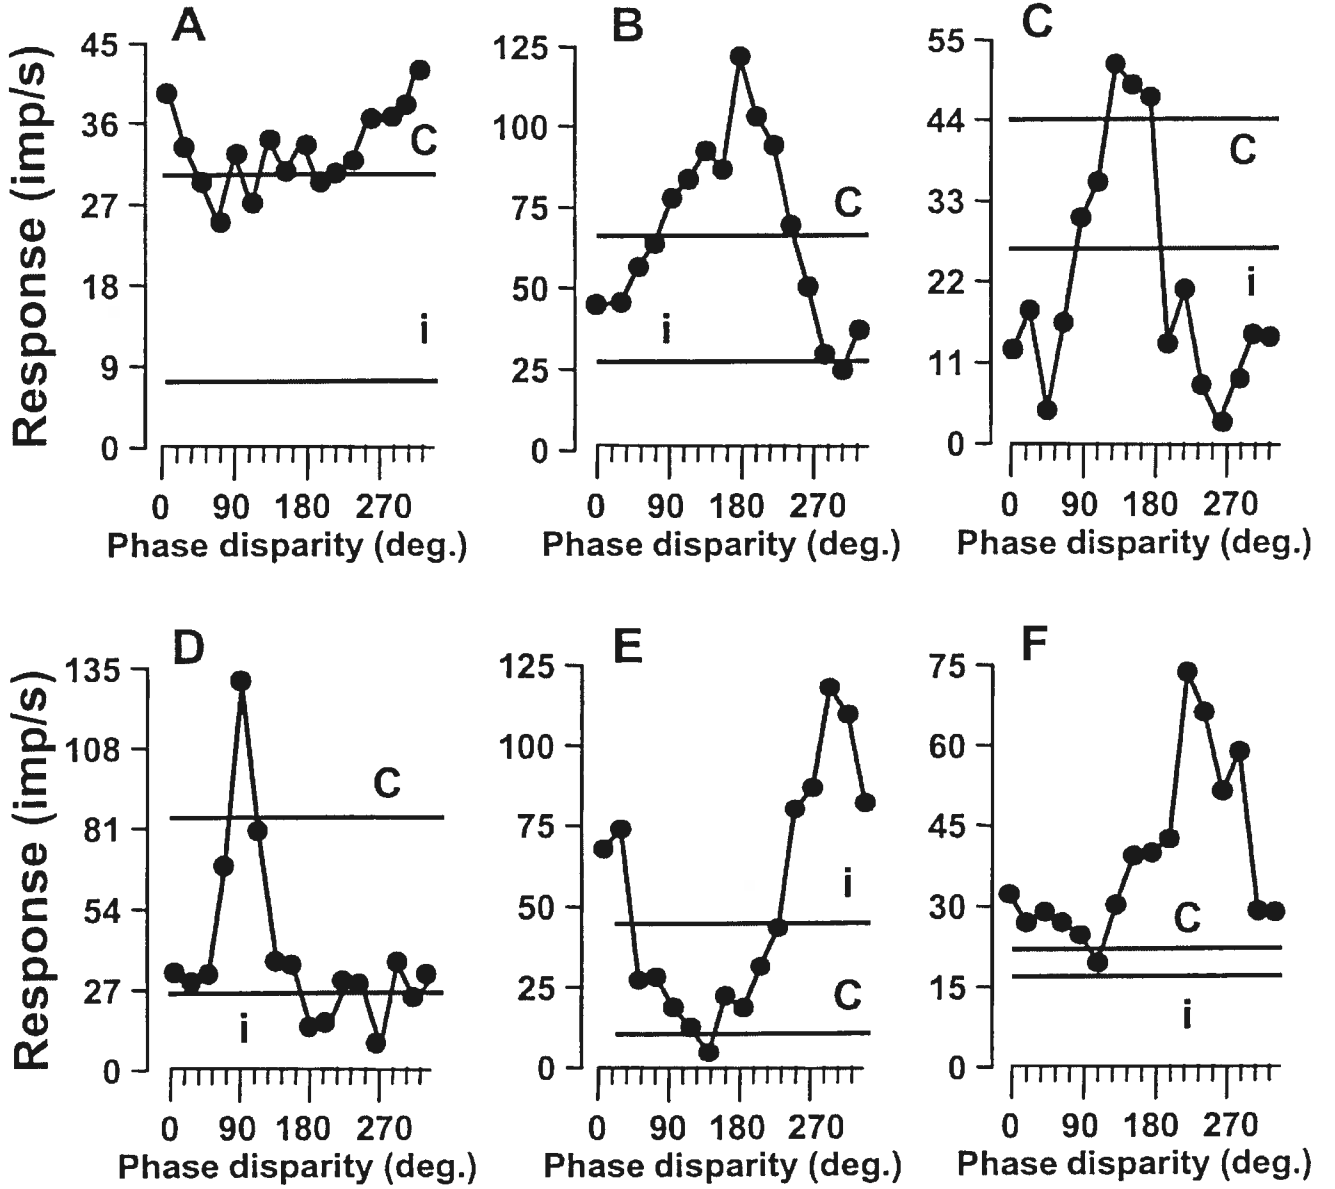 A
B
C
Response (imp/s)
45
36
27
18
9
0
C
i
0 90 180 270
Phase disparity (deg.)
125
100
75
50
25
0
C
i
0 90 180 270
Phase disparity (deg.)
55
44
33
22
11
0
C
i
0 90 180 270
Phase disparity (deg.)
D
E
F
Response (imp/s)
135
108
81
54
27
0
C
i
0 90 180 270
Phase disparity (deg.)
125
100
75
50
25
0
i
C
0 90 180 270
Phase disparity (deg.)
75
60
45
30
15
0
C
i
0 90 180 270
Phase disparity (deg.)